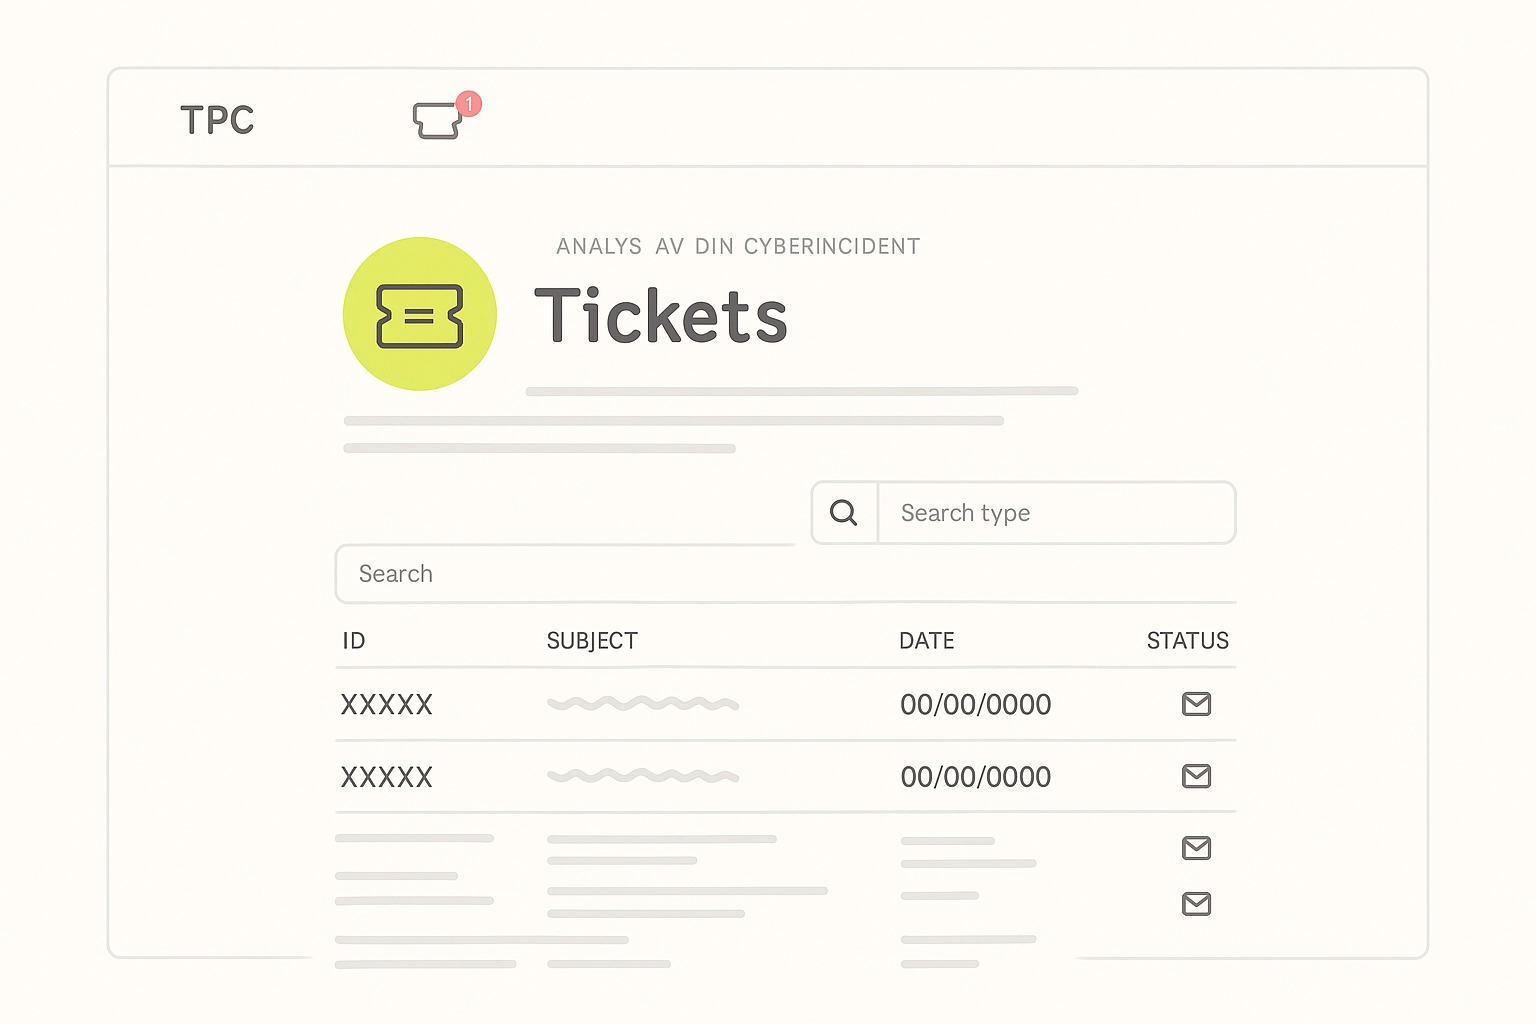 TPC
1
ANALYS AV DIN CYBERINCIDENT
Tickets
Search type
Search
ID SUBJECT DATE STATUS
XXXXX 00/00/0000
XXXXX 00/00/0000